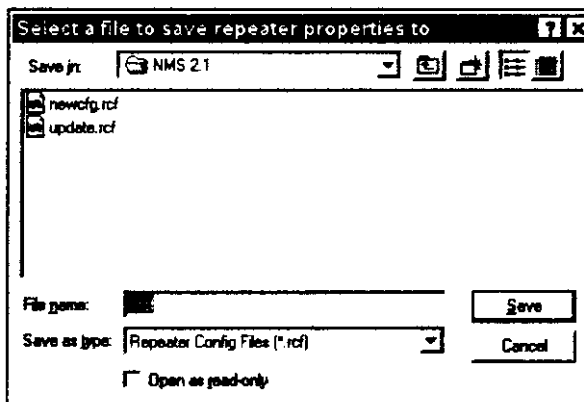 Select a file to save repeater properties to
Save in: NMS 2.1
newcfg.rcf
update.rcf
File name:
Save
Save as type: Repeater Config Files (*.rcf)
Cancel
Open as read-only